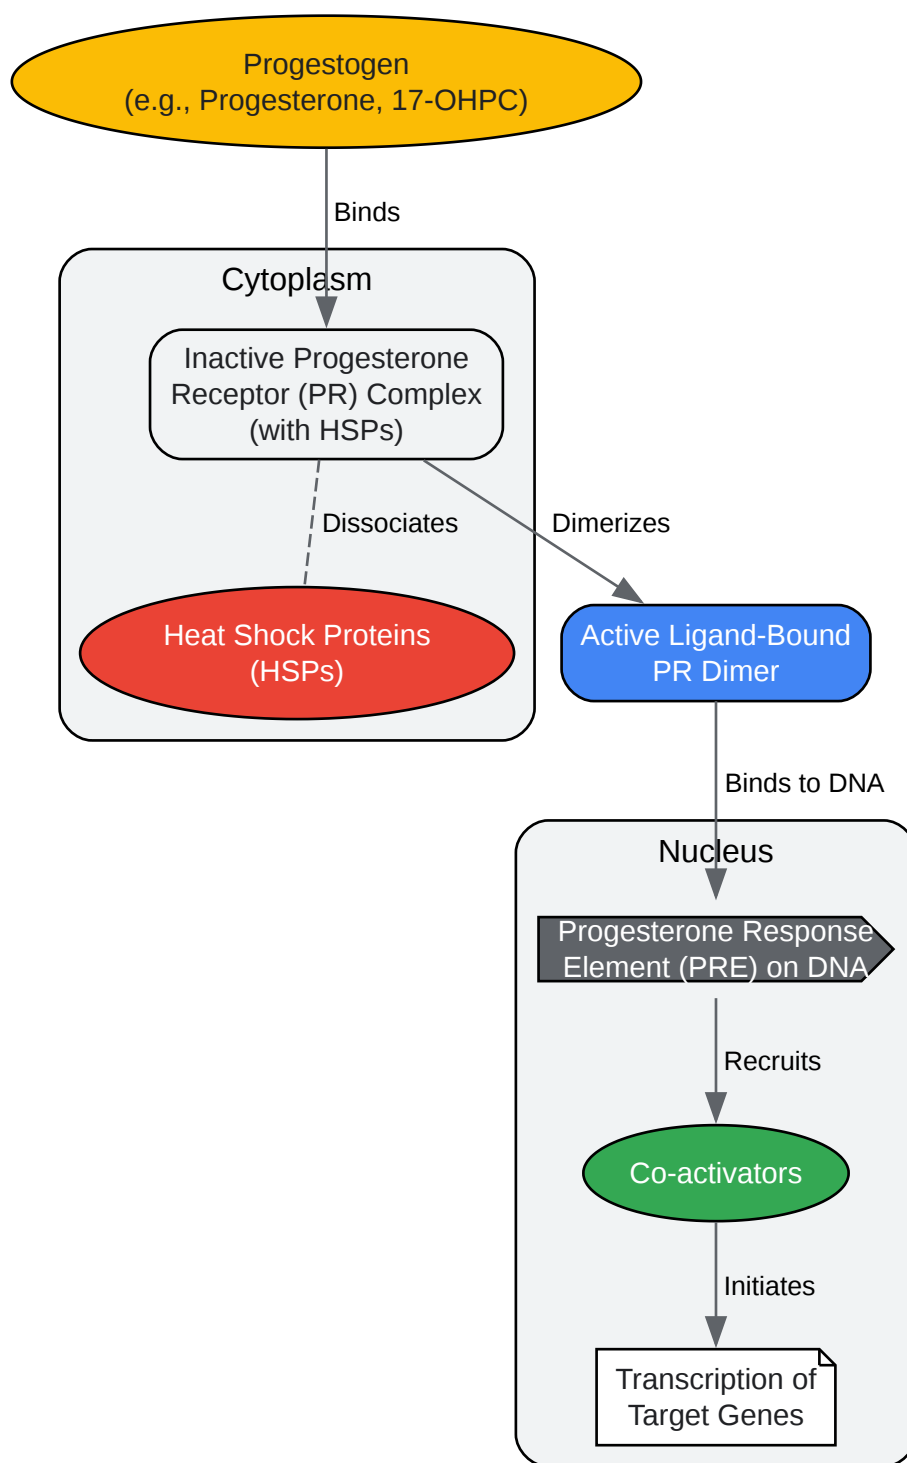 Progestogen
(e.g., Progesterone, 17-OHPC)
Binds
Cytoplasm
Inactive Progesterone
Receptor (PR) Complex
(with HSPs)
Dissociates
Dimerizes
Heat Shock Proteins
(HSPs)
Active Ligand-Bound
PR Dimer
Binds to DNA
Nucleus
Progesterone Response
Element (PRE) on DNA
Recruits
Co-activators
Initiates
Transcription of
Target Genes